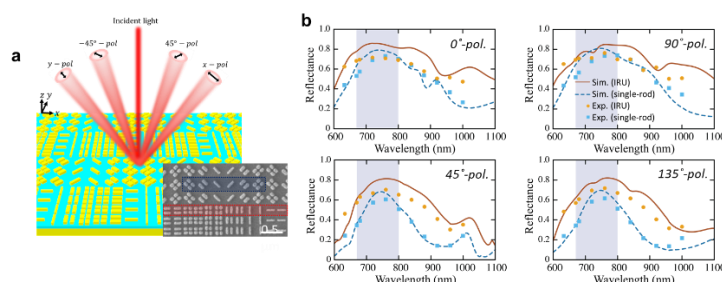 a
Incident light
−45° − pol
45° − pol
y − pol
x − pol
z y
x
b
0°-pol.
Reflectance
1.0
0.8
0.6
0.4
0.2
0
600 700 800 900 1000 1100
Wavelength (nm)
90°-pol.
Sim. (IRU)
Sim. (single-rod)
Exp. (IRU)
Exp. (single-rod)
1.0
0.8
0.6
0.4
0.2
0.0
600 700 800 900 1000 1100
Wavelength (nm)
45°-pol.
Reflectance
1.0
0.8
0.6
0.4
0.2
0
600 700 800 900 1000 1100
Wavelength (nm)
135°-pol.
1.0
0.8
0.6
0.4
0.2
0.0
600 700 800 900 1000 1100
Wavelength (nm)